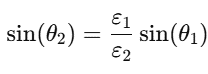 sin(θ₂) = ε₁/ε₂ sin(θ₁)